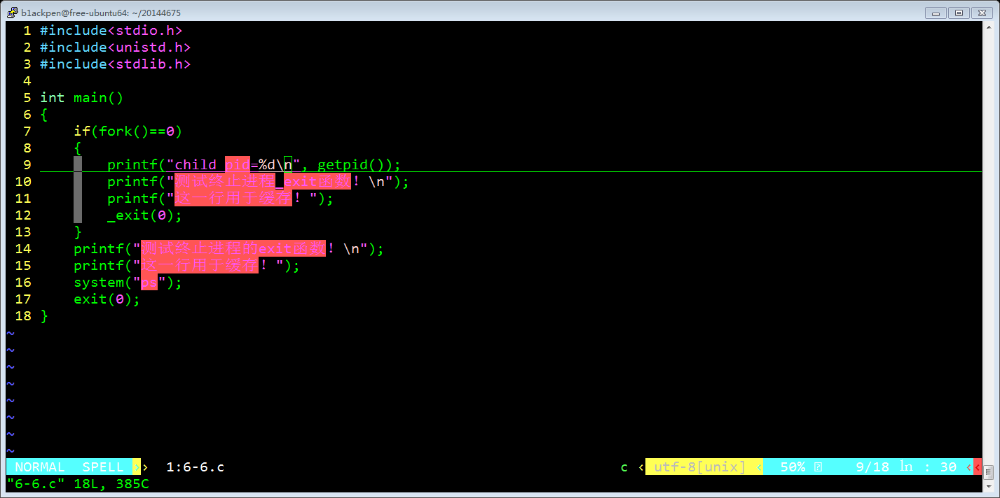 b1ackpen@free-ubuntu64: ~/20144675
1 #include<stdio.h>
2 #include<unistd.h>
3 #include<stdlib.h>
4
5 int main()
6 {
7     if(fork()==0)
8     {
9         printf("child pid=%d\n", getpid());
10         printf("测试终止进程_exit函数! \n");
11         printf("这一行用于缓存! ");
12         _exit(0);
13     }
14     printf("测试终止进程的exit函数! \n");
15     printf("这一行用于缓存! ");
16     system("ps");
17     exit(0);
18 }
~
~
~
~
~
~
~
~
NORMAL  SPELL › ›  1:6-6.c  c ‹ utf-8[unix] ‹ 50%  9/18 ln : 30 ‹ ‹
"6-6.c" 18L, 385C